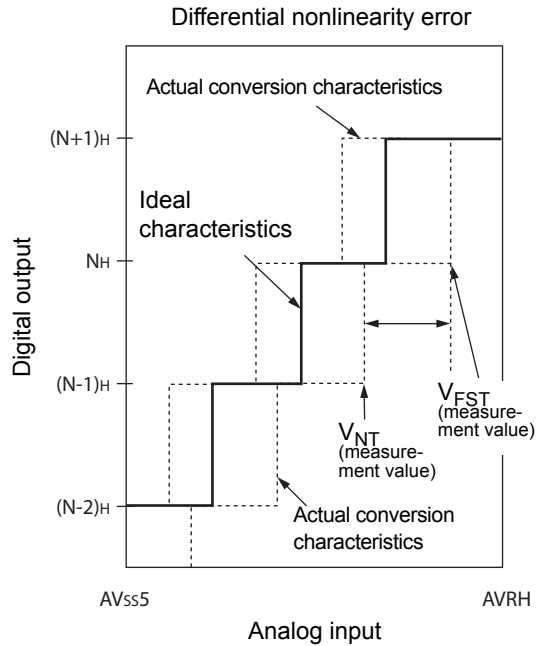 Differential nonlinearity error
Actual conversion characteristics
(N+1)H
Ideal
characteristics
NH
Digital output
(N-1)H
VFST
(measure-
ment value)
VNT
(measure-
ment value)
(N-2)H
Actual conversion
characteristics
AVSS5
AVRH
Analog input